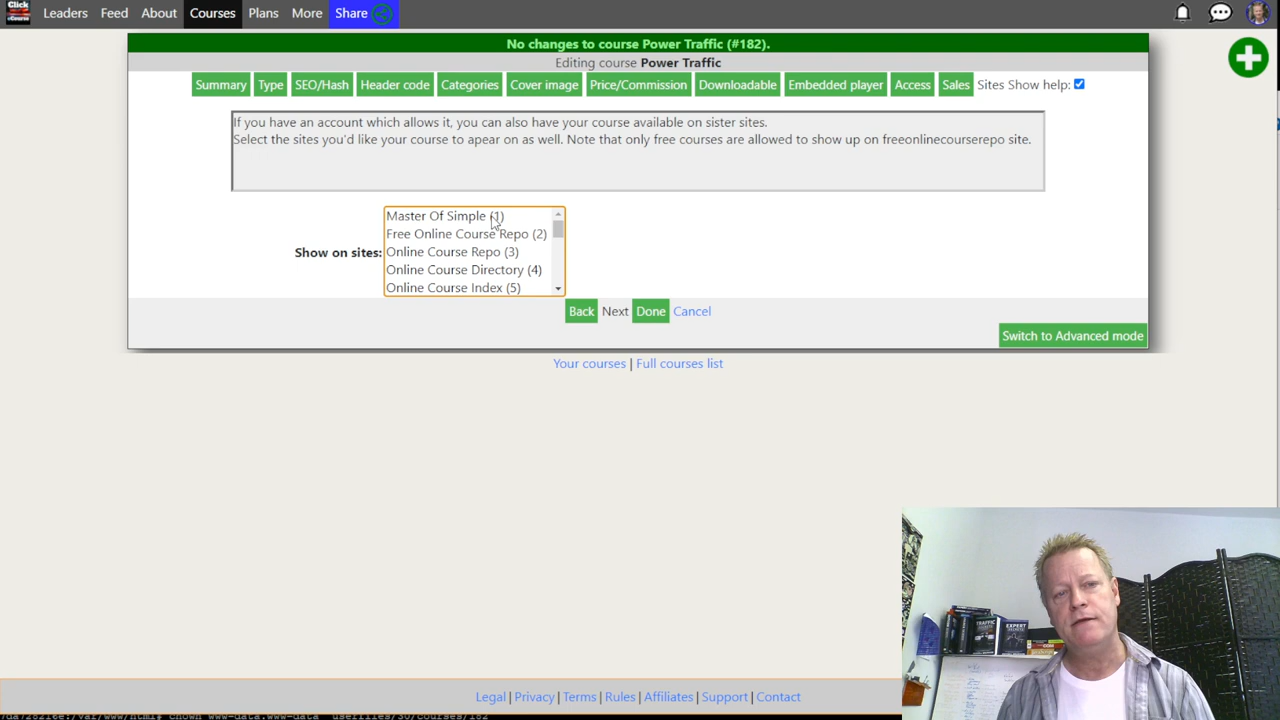 Click
eCourse
Leaders Feed About Courses Plans More Share
No changes to course Power Traffic (#182).
Editing course Power Traffic
Summary Type SEO/Hash Header code Categories Cover image Price/Commission Downloadable Embedded player Access Sales Sites Show help:
If you have an account which allows it, you can also have your course available on sister sites.
Select the sites you'd like your course to apear on as well. Note that only free courses are allowed to show up on freeonlinecourserepo site.
Show on sites:
Master Of Simple (1)
Free Online Course Repo (2)
Online Course Repo (3)
Online Course Directory (4)
Online Course Index (5)
Back Next Done Cancel
Switch to Advanced mode
Your courses | Full courses list
TRAFFIC
EXPERT
Legal | Privacy | Terms | Rules | Affiliates | Support | Contact